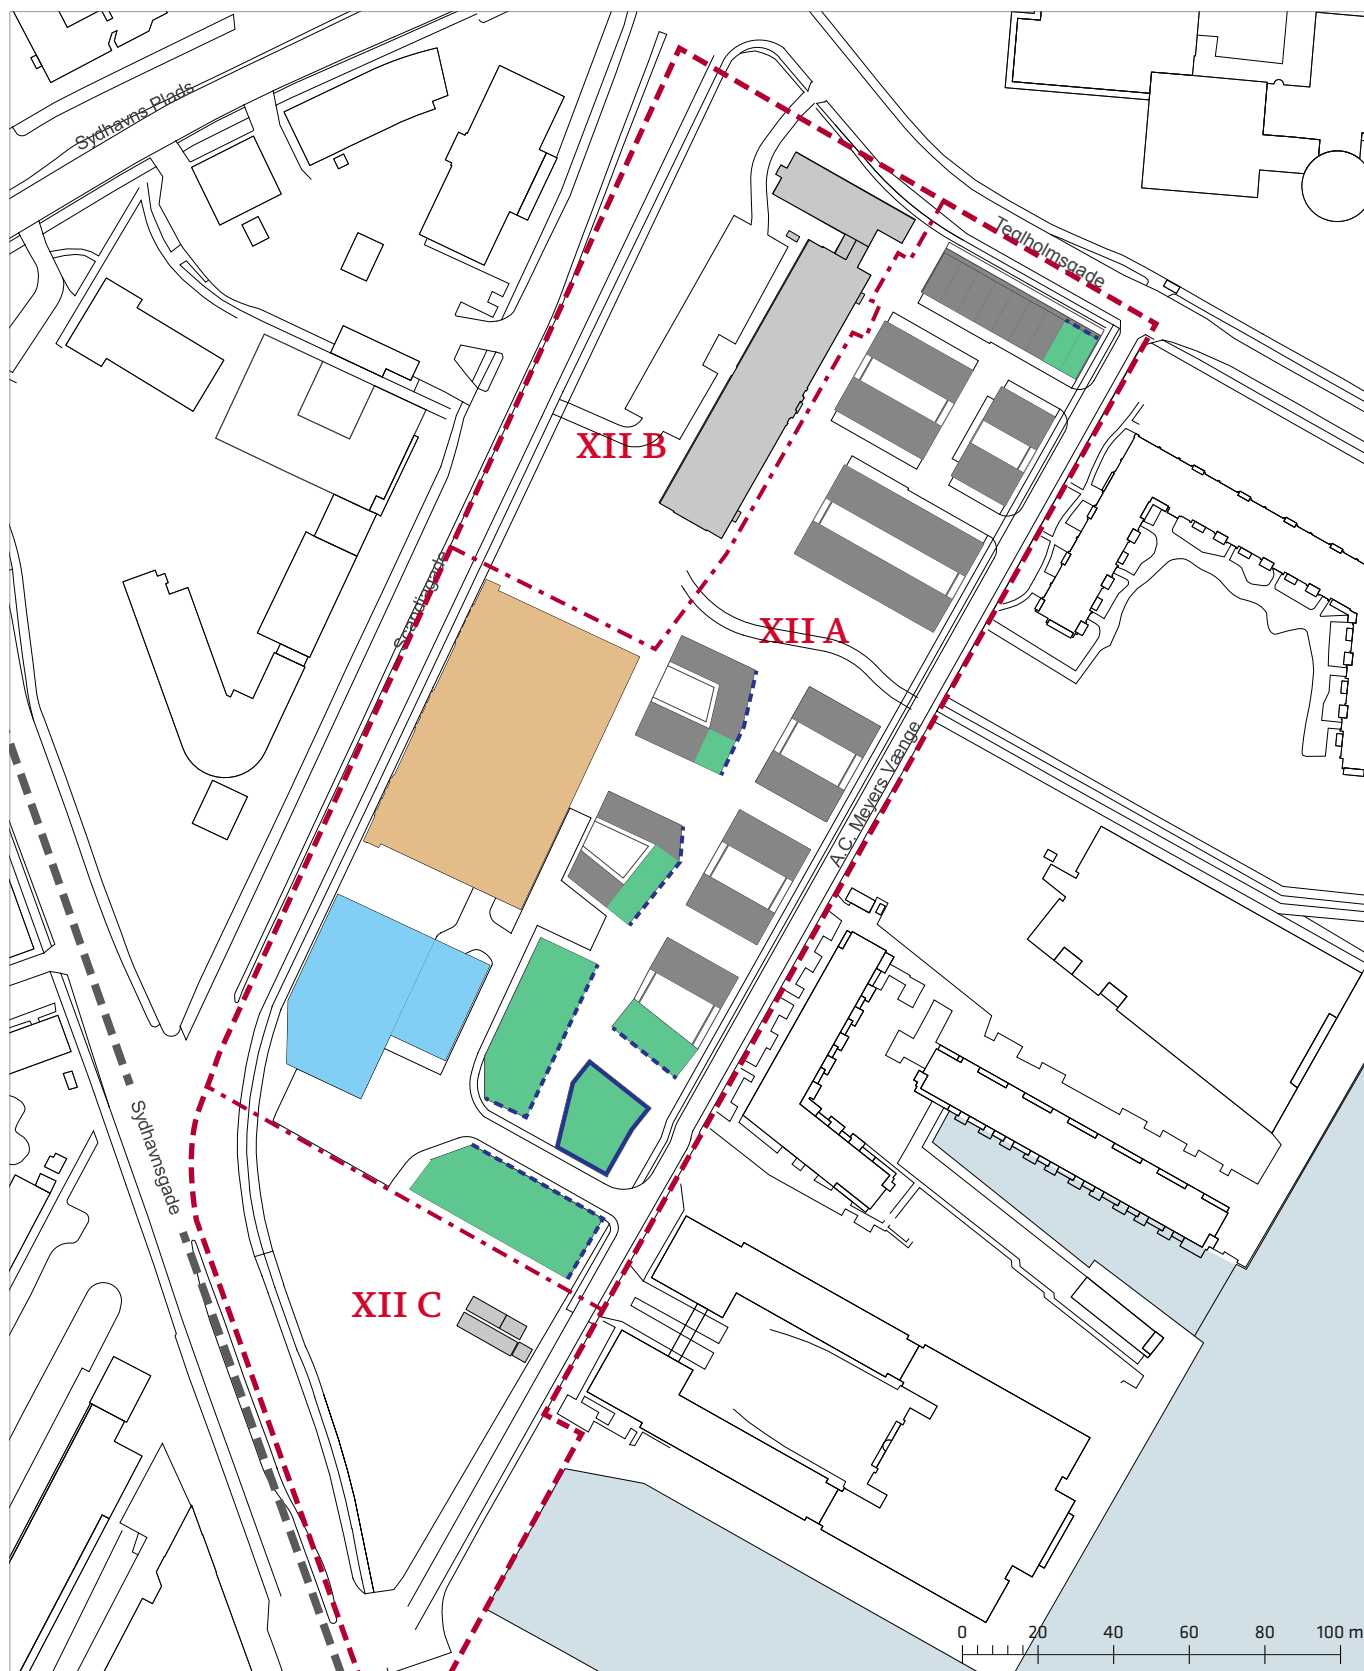 Sydhavns Plads
Teglholmsgade
XII B
Scandiagade
XII A
A.C. Meyers Vænge
Sydhavnsgade
XII C
0 20 40 60 80 100 m